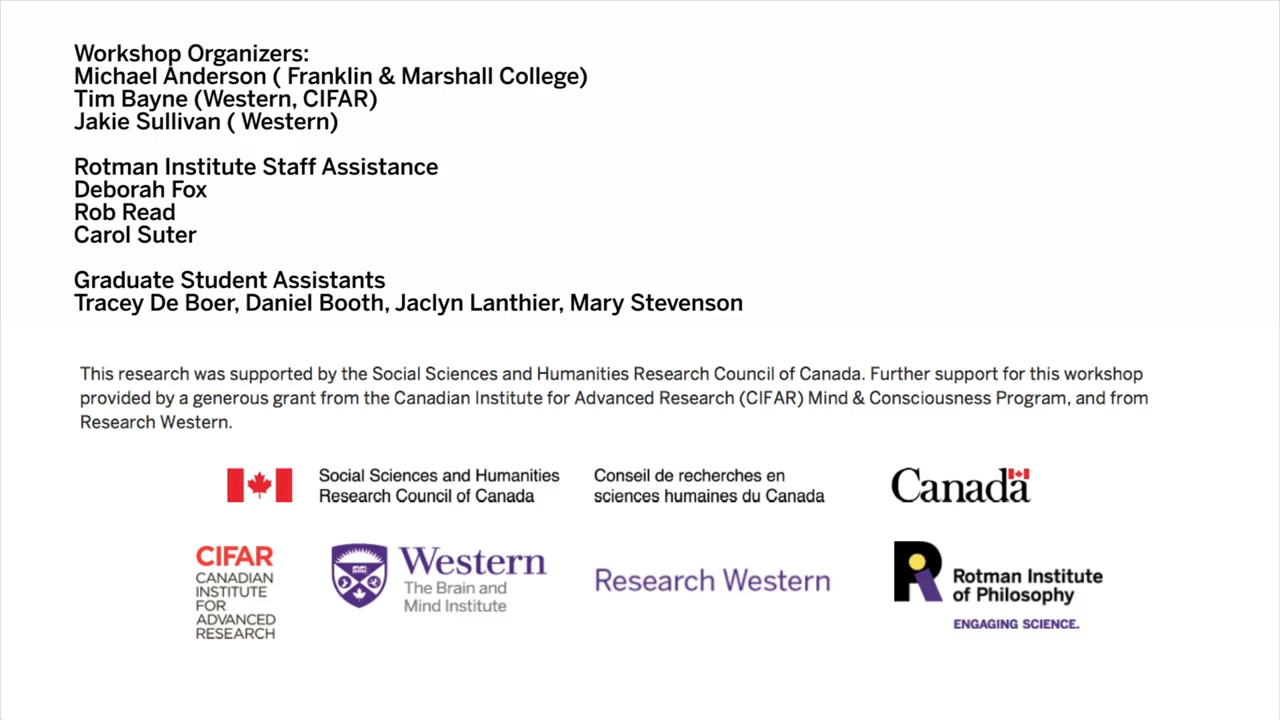 Workshop Organizers:
Michael Anderson ( Franklin & Marshall College)
Tim Bayne (Western, CIFAR)
Jakie Sullivan ( Western)
Rotman Institute Staff Assistance
Deborah Fox
Rob Read
Carol Suter
Graduate Student Assistants
Tracey De Boer, Daniel Booth, Jaclyn Lanthier, Mary Stevenson
This research was supported by the Social Sciences and Humanities Research Council of Canada. Further support for this workshop
provided by a generous grant from the Canadian Institute for Advanced Research (CIFAR) Mind & Consciousness Program, and from
Research Western.
Social Sciences and Humanities
Research Council of Canada
Conseil de recherches en
sciences humaines du Canada
Canada
CIFAR
CANADIAN
INSTITUTE
FOR
ADVANCED
RESEARCH
Western
The Brain and
Mind Institute
Research Western
Rotman Institute
of Philosophy
ENGAGING SCIENCE.